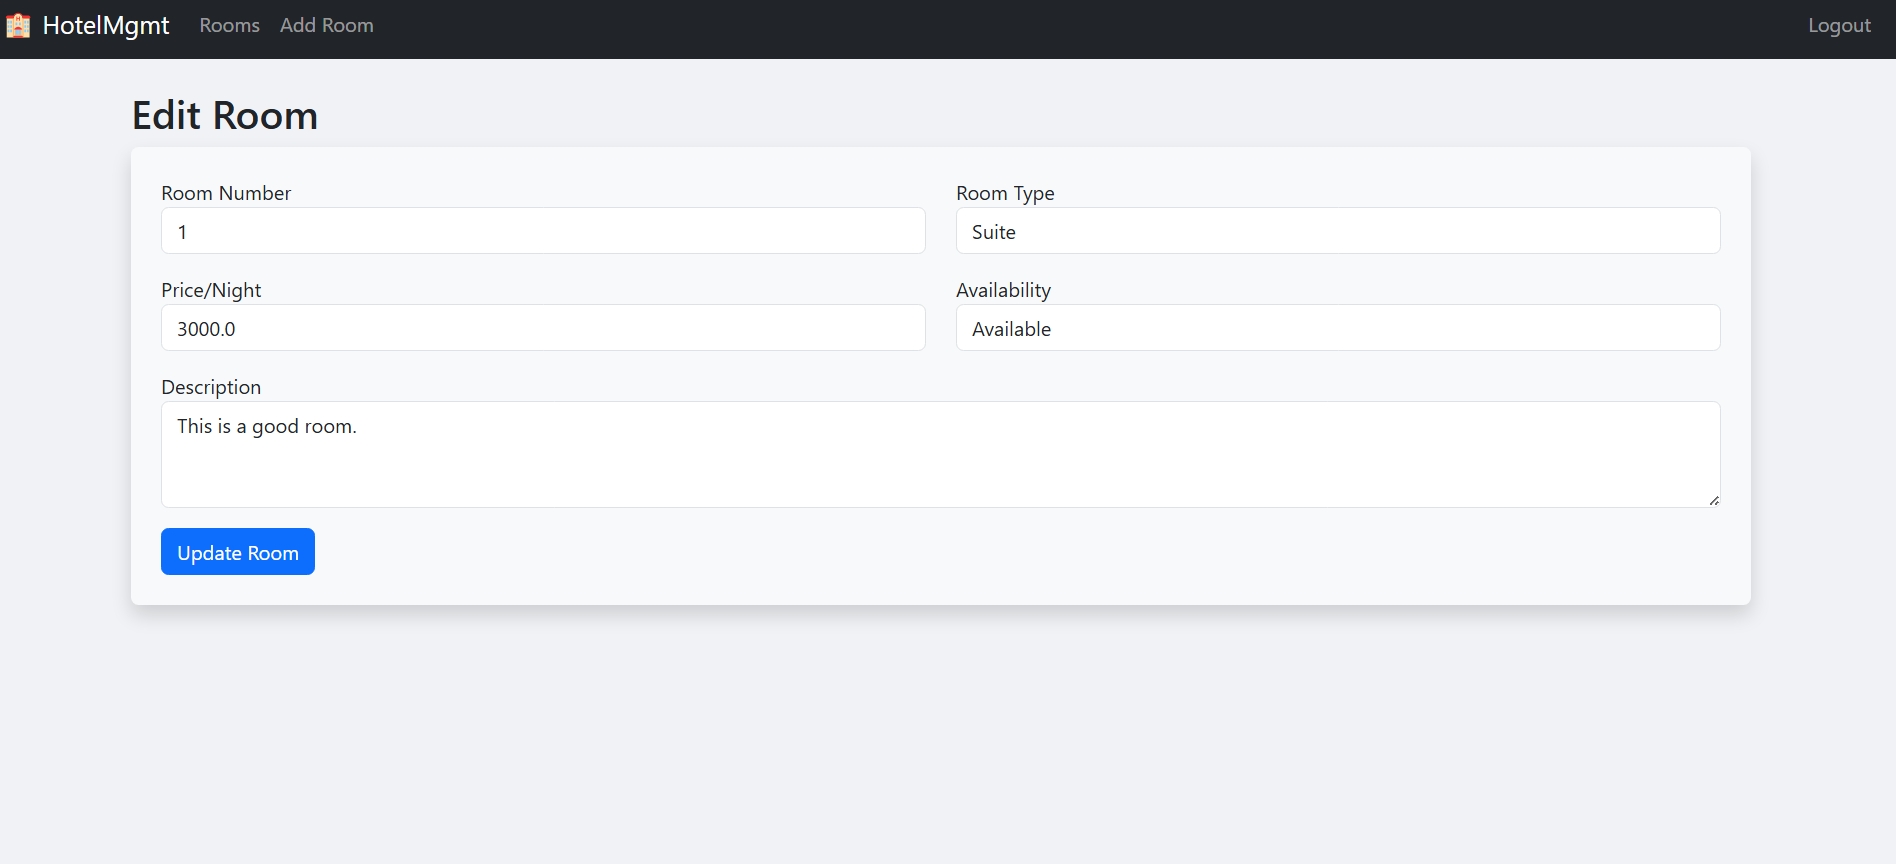 HotelMgmt Rooms Add Room Logout
Edit Room
Room Number Room Type
1 Suite
Price/Night Availability
3000.0 Available
Description
This is a good room.
Update Room